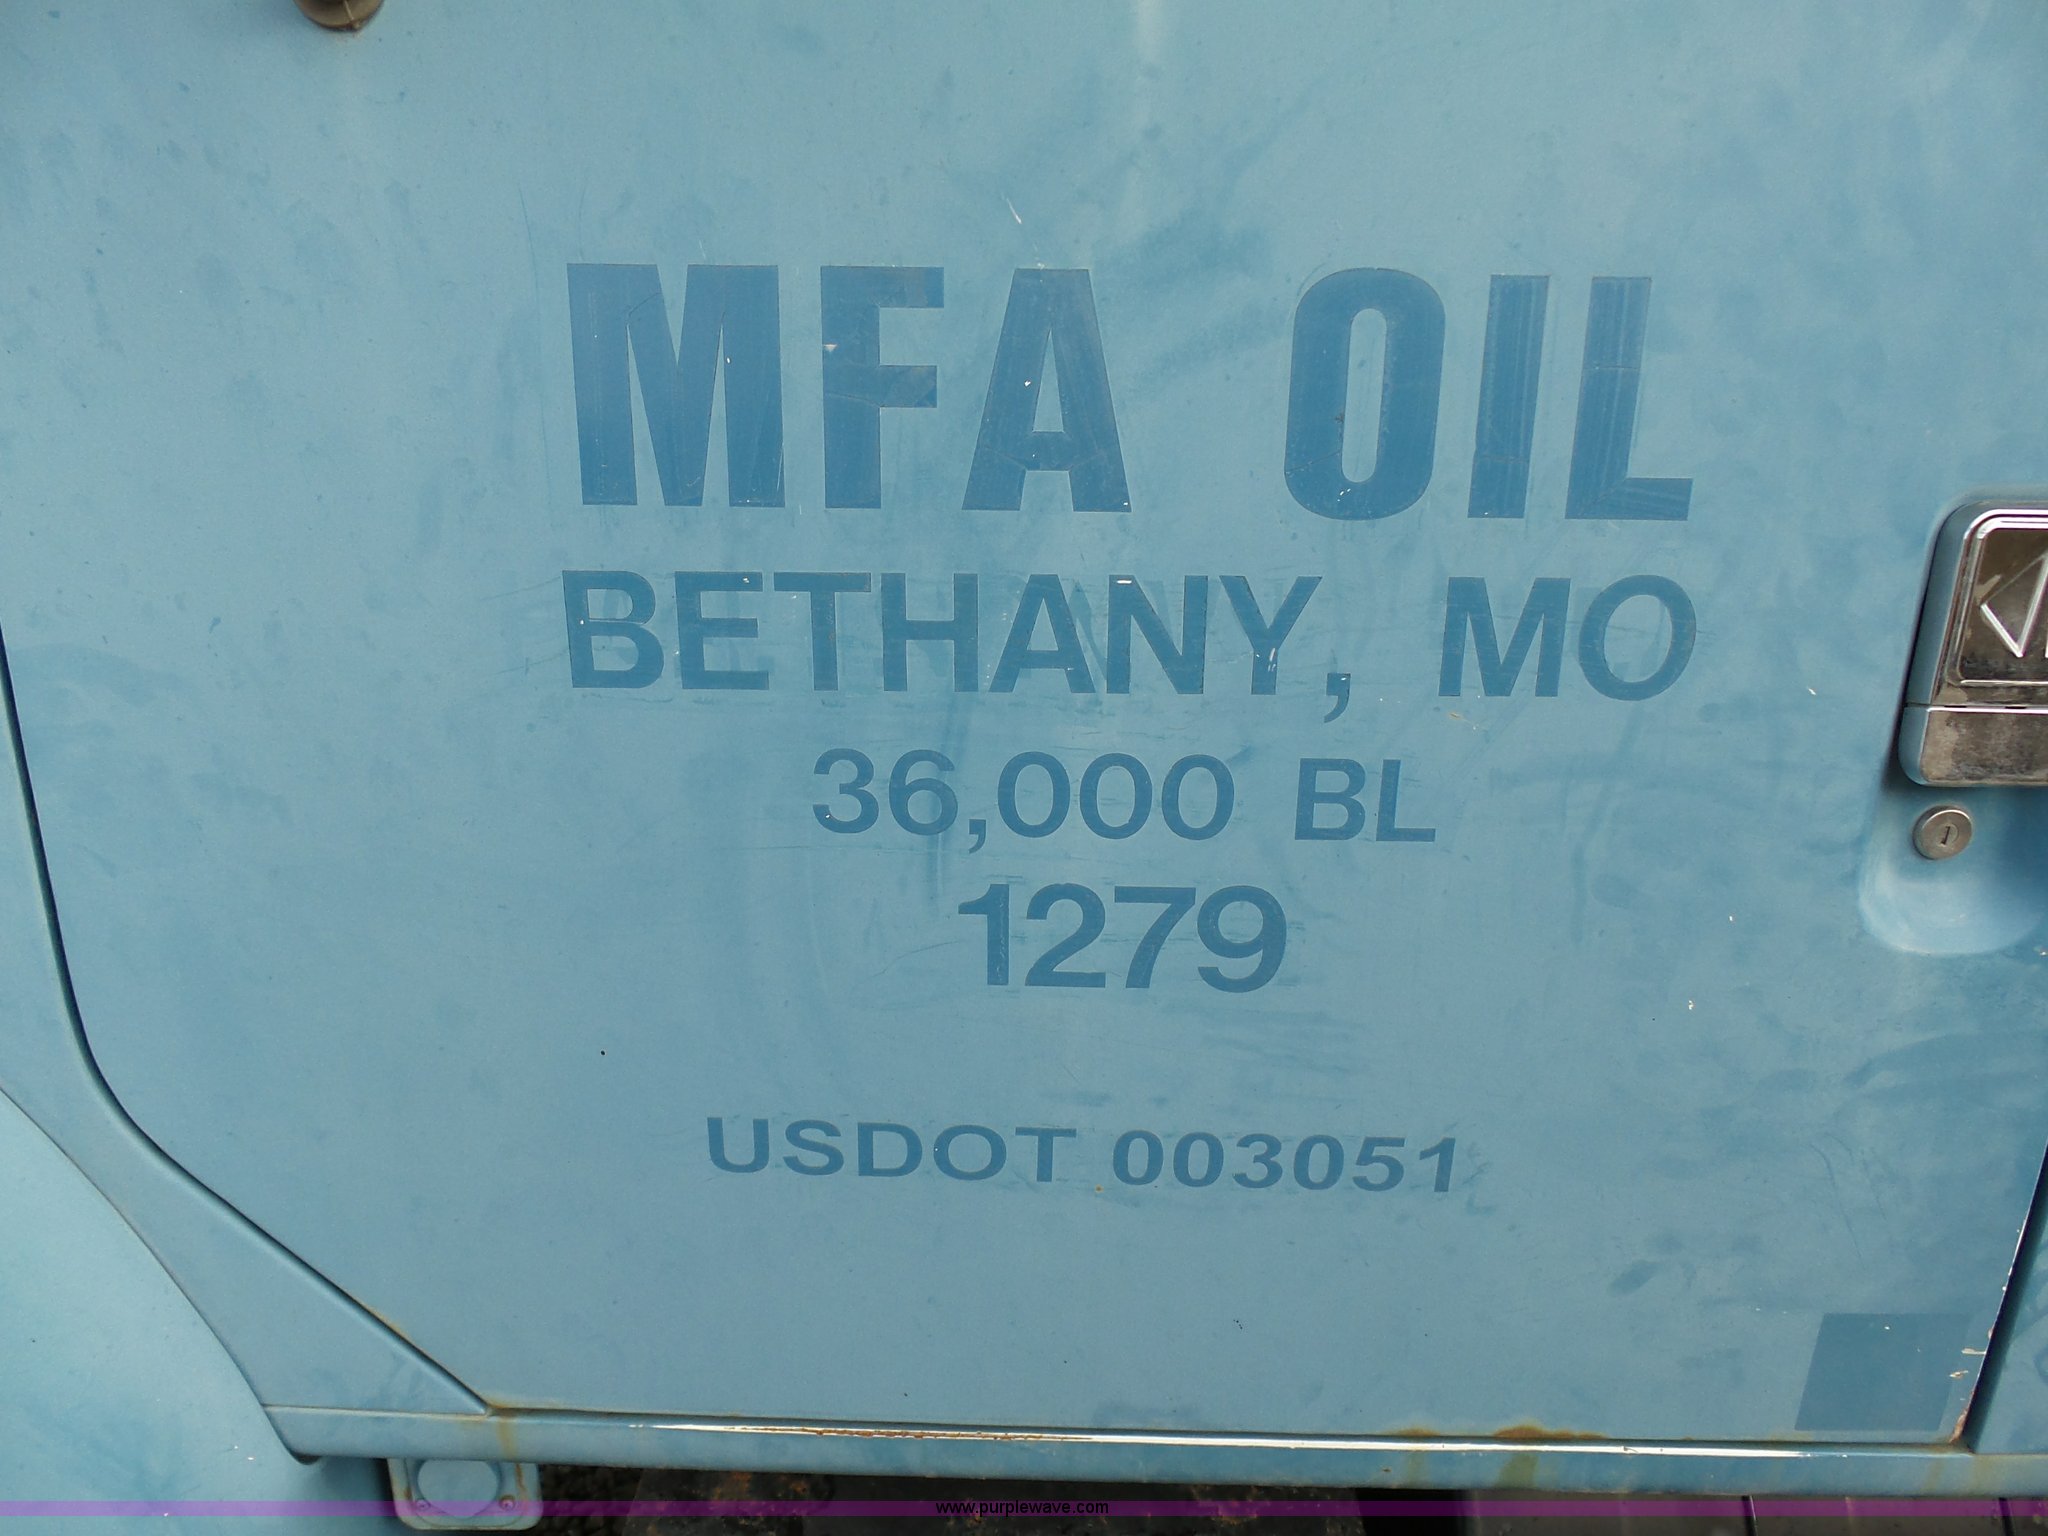 MFA OIL
BETHANY, MO
36,000 BL
1279
USDOT 003051
www.purplewave.com